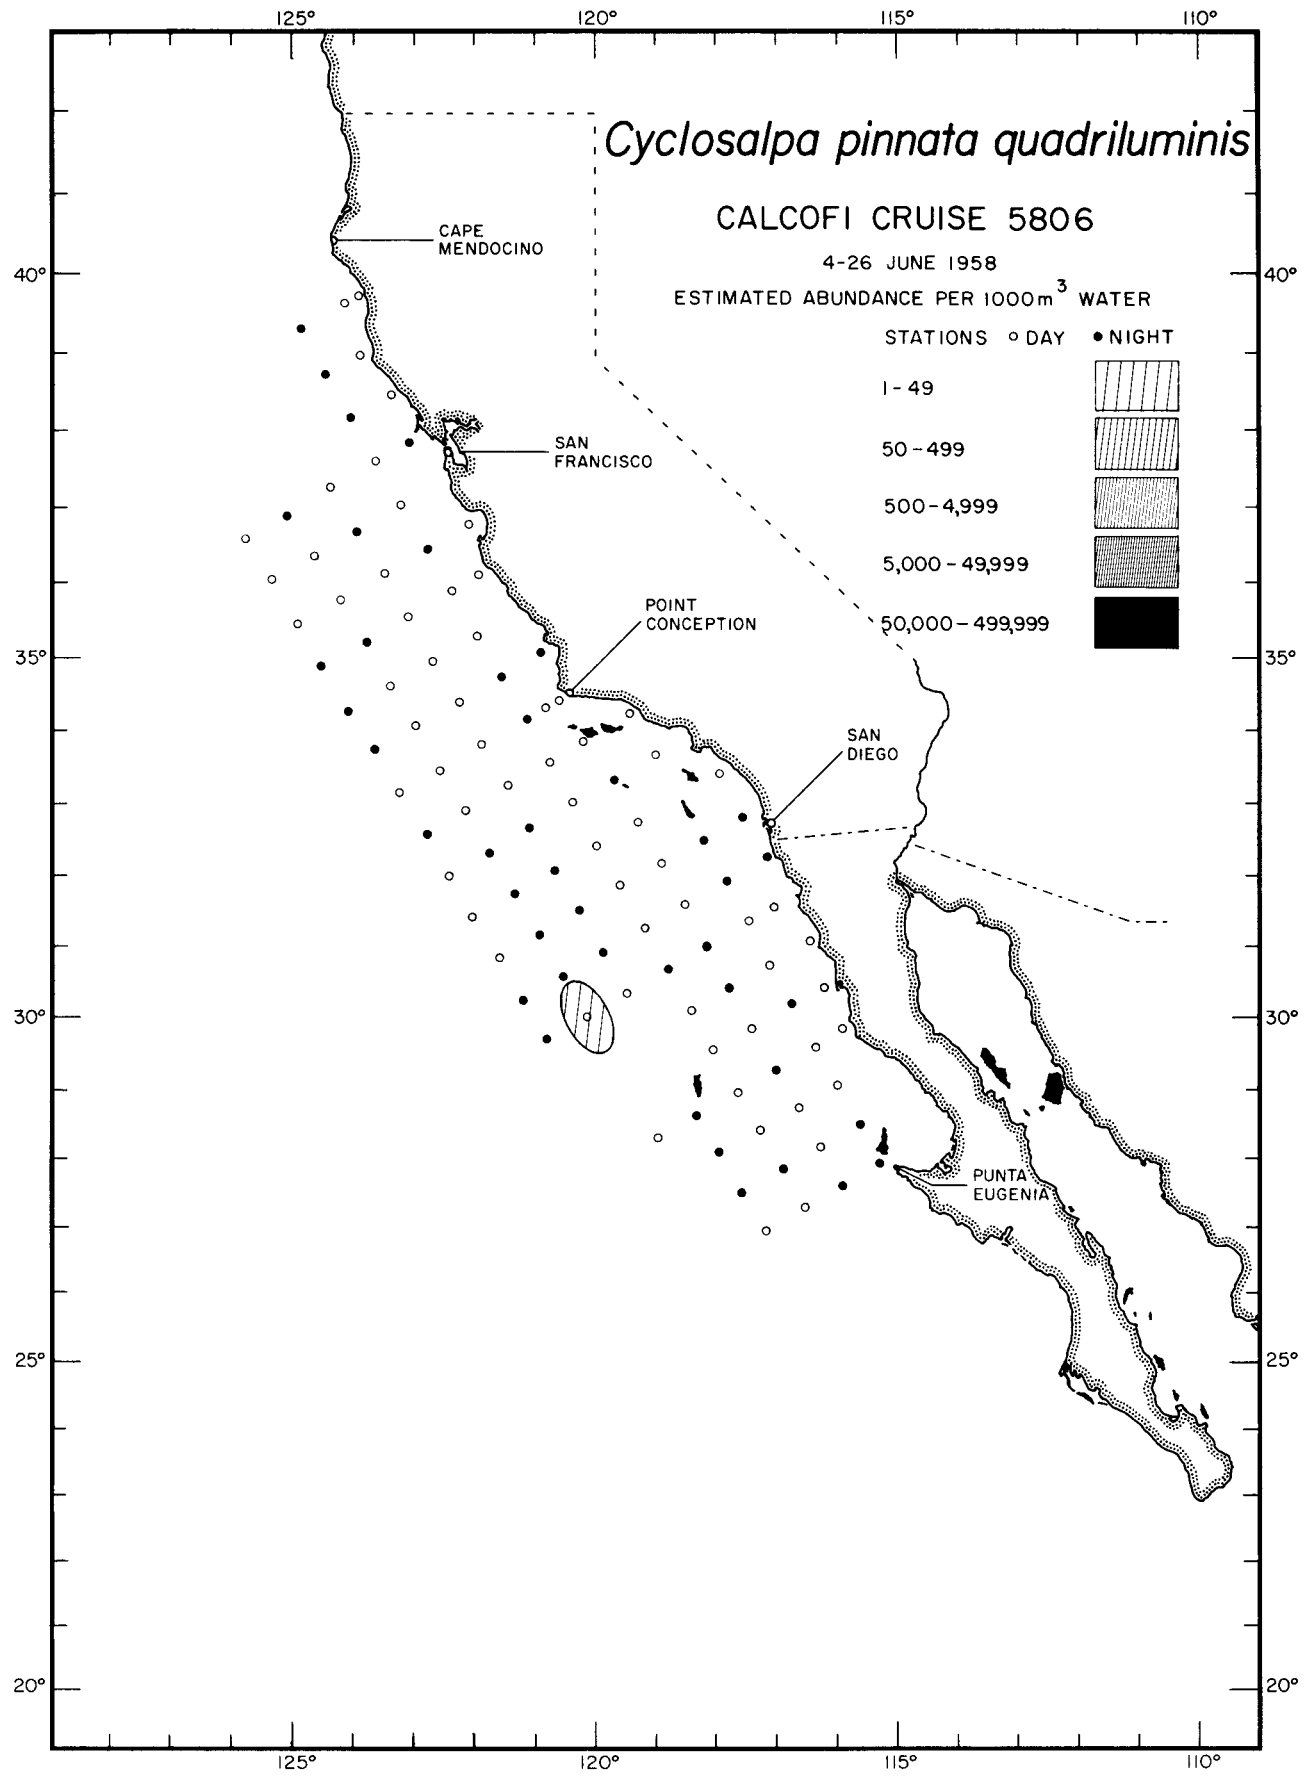 125° 120° 115° 110°
Cyclosalpa pinnata quadriluminis
CALCOFI CRUISE 5806
4-26 JUNE 1958
ESTIMATED ABUNDANCE PER 1000m³ WATER
STATIONS ○ DAY ● NIGHT
1-49
50-499
500-4,999
5,000-49,999
50,000-499,999
CAPE
MENDOCINO
40° 40°
SAN
FRANCISCO
POINT
CONCEPTION
35° 35°
SAN
DIEGO
30° 30°
PUNTA
EUGENIA
25° 25°
20° 20°
125° 120° 115° 110°